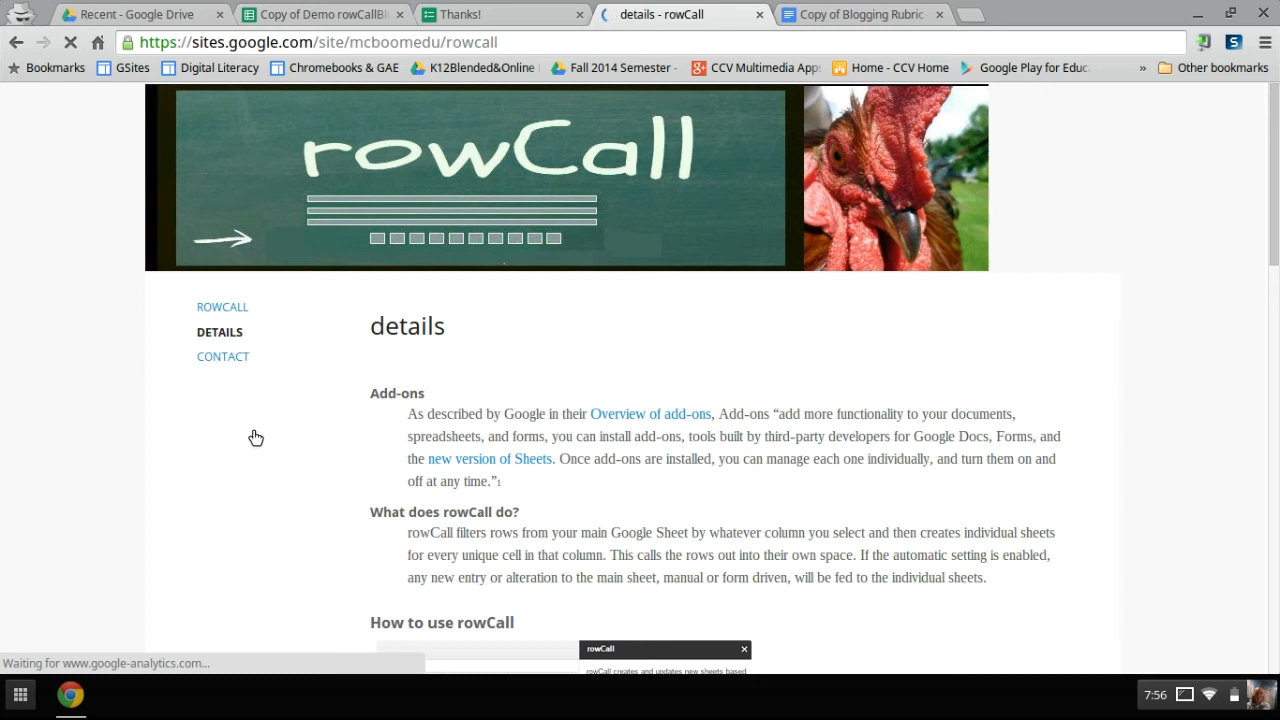 Recent - Google Drive
Copy of Demo rowCallBl
Thanks!
details - rowCall
Copy of Blogging Rubric
https://sites.google.com/site/mcboomedu/rowcall
Bookmarks
GSites
Digital Literacy
Chromebooks & GAE
K12Blended&Online
Fall 2014 Semester -
CCV Multimedia App
Home - CCV Home
Google Play for Educ
»
Other bookmarks
rowCall
ROWCALL
DETAILS
CONTACT
details
Add-ons
As described by Google in their Overview of add-ons, Add-ons “add more functionality to your documents,
spreadsheets, and forms, you can install add-ons, tools built by third-party developers for Google Docs, Forms, and
the new version of Sheets. Once add-ons are installed, you can manage each one individually, and turn them on and
off at any time.”1
What does rowCall do?
rowCall filters rows from your main Google Sheet by whatever column you select and then creates individual sheets
for every unique cell in that column. This calls the rows out into their own space. If the automatic setting is enabled,
any new entry or alteration to the main sheet, manual or form driven, will be fed to the individual sheets.
How to use rowCall
rowCall
rowCall creates and updates new sheets based
Waiting for www.google-analytics.com...
7:56